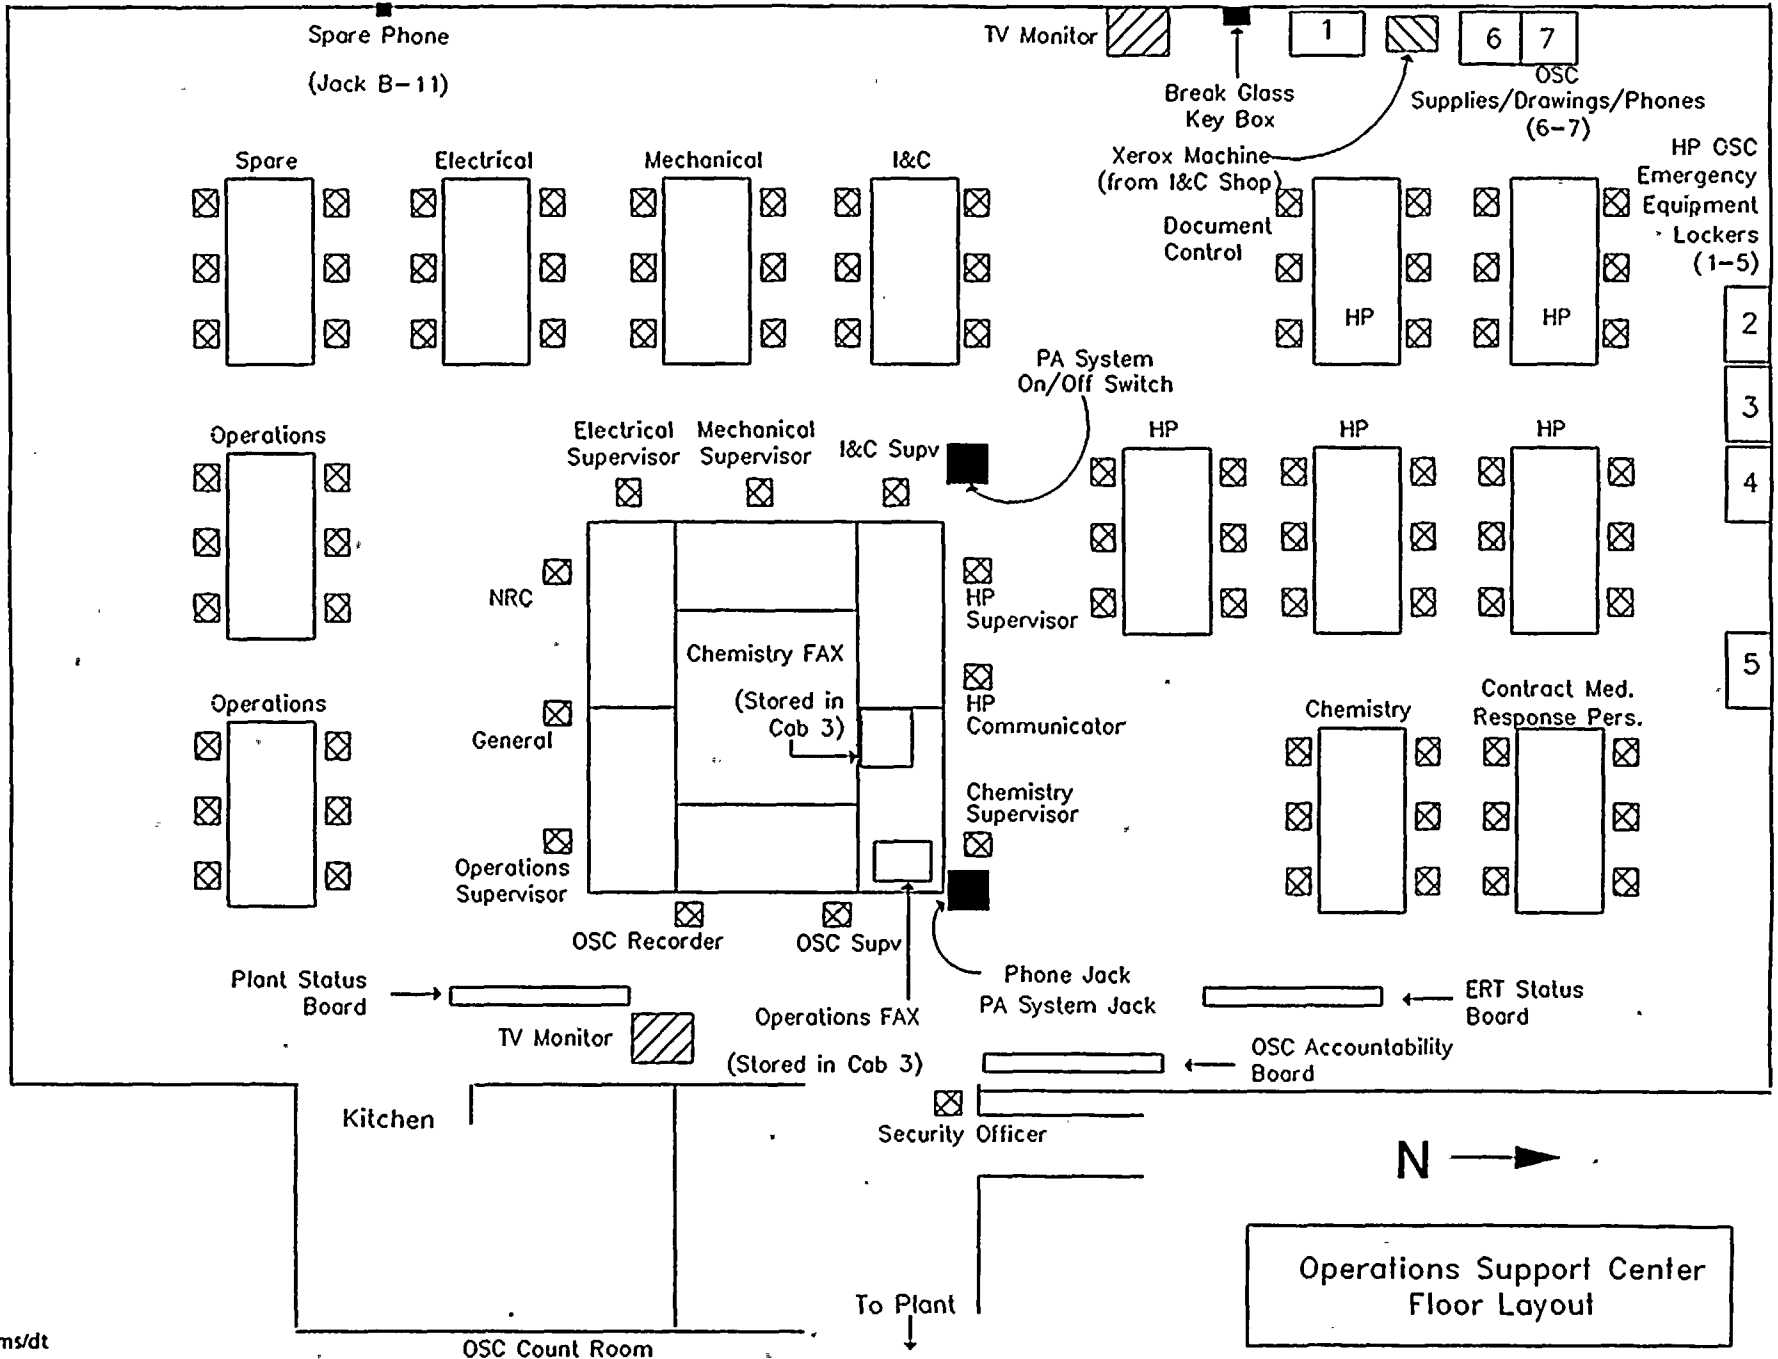 Spare Phone
(Jack B-11)
TV Monitor
1
6
7
Break Glass
Key Box
OSC
Supplies/Drawings/Phones
(6-7)
Xerox Machine
(from I&C Shop)
HP OSC
Emergency
Equipment
Lockers
(1-5)
Spare
Electrical
Mechanical
I&C
Document
Control
HP
HP
2
3
4
5
PA System
On/Off Switch
Operations
Electrical
Supervisor
Mechanical
Supervisor
I&C Supv
HP
HP
HP
NRC
HP
Supervisor
Chemistry FAX
(Stored in
Cab 3)
HP
Communicator
Operations
General
Chemistry
Contract Med.
Response Pers.
Chemistry
Supervisor
Operations
Supervisor
OSC Recorder
OSC Supv
Plant Status
Board
Phone Jack
PA System Jack
ERT Status
Board
TV Monitor
Operations FAX
(Stored in Cab 3)
OSC Accountability
Board
Kitchen
Security Officer
N
To Plant
Operations Support Center
Floor Layout
ms/dt
OSC Count Room